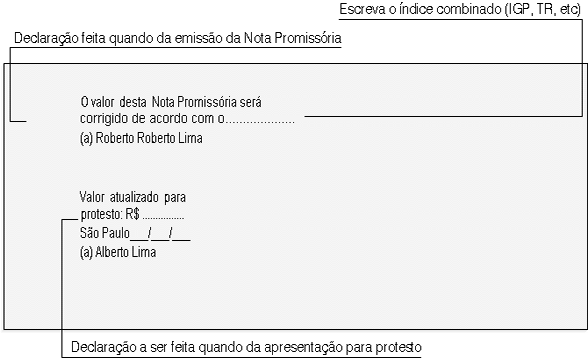 Escreva o índice combinado (IGP, TR, etc)
Declaração feita quando da emissão da Nota Promissória
O valor desta Nota Promissória será
corrigido de acordo com o....................
(a) Roberto Roberto Lima
Valor atualizado para
protesto: R$ ................
São Paulo___/___/___
(a) Alberto Lima
Declaração a ser feita quando da apresentação para protesto